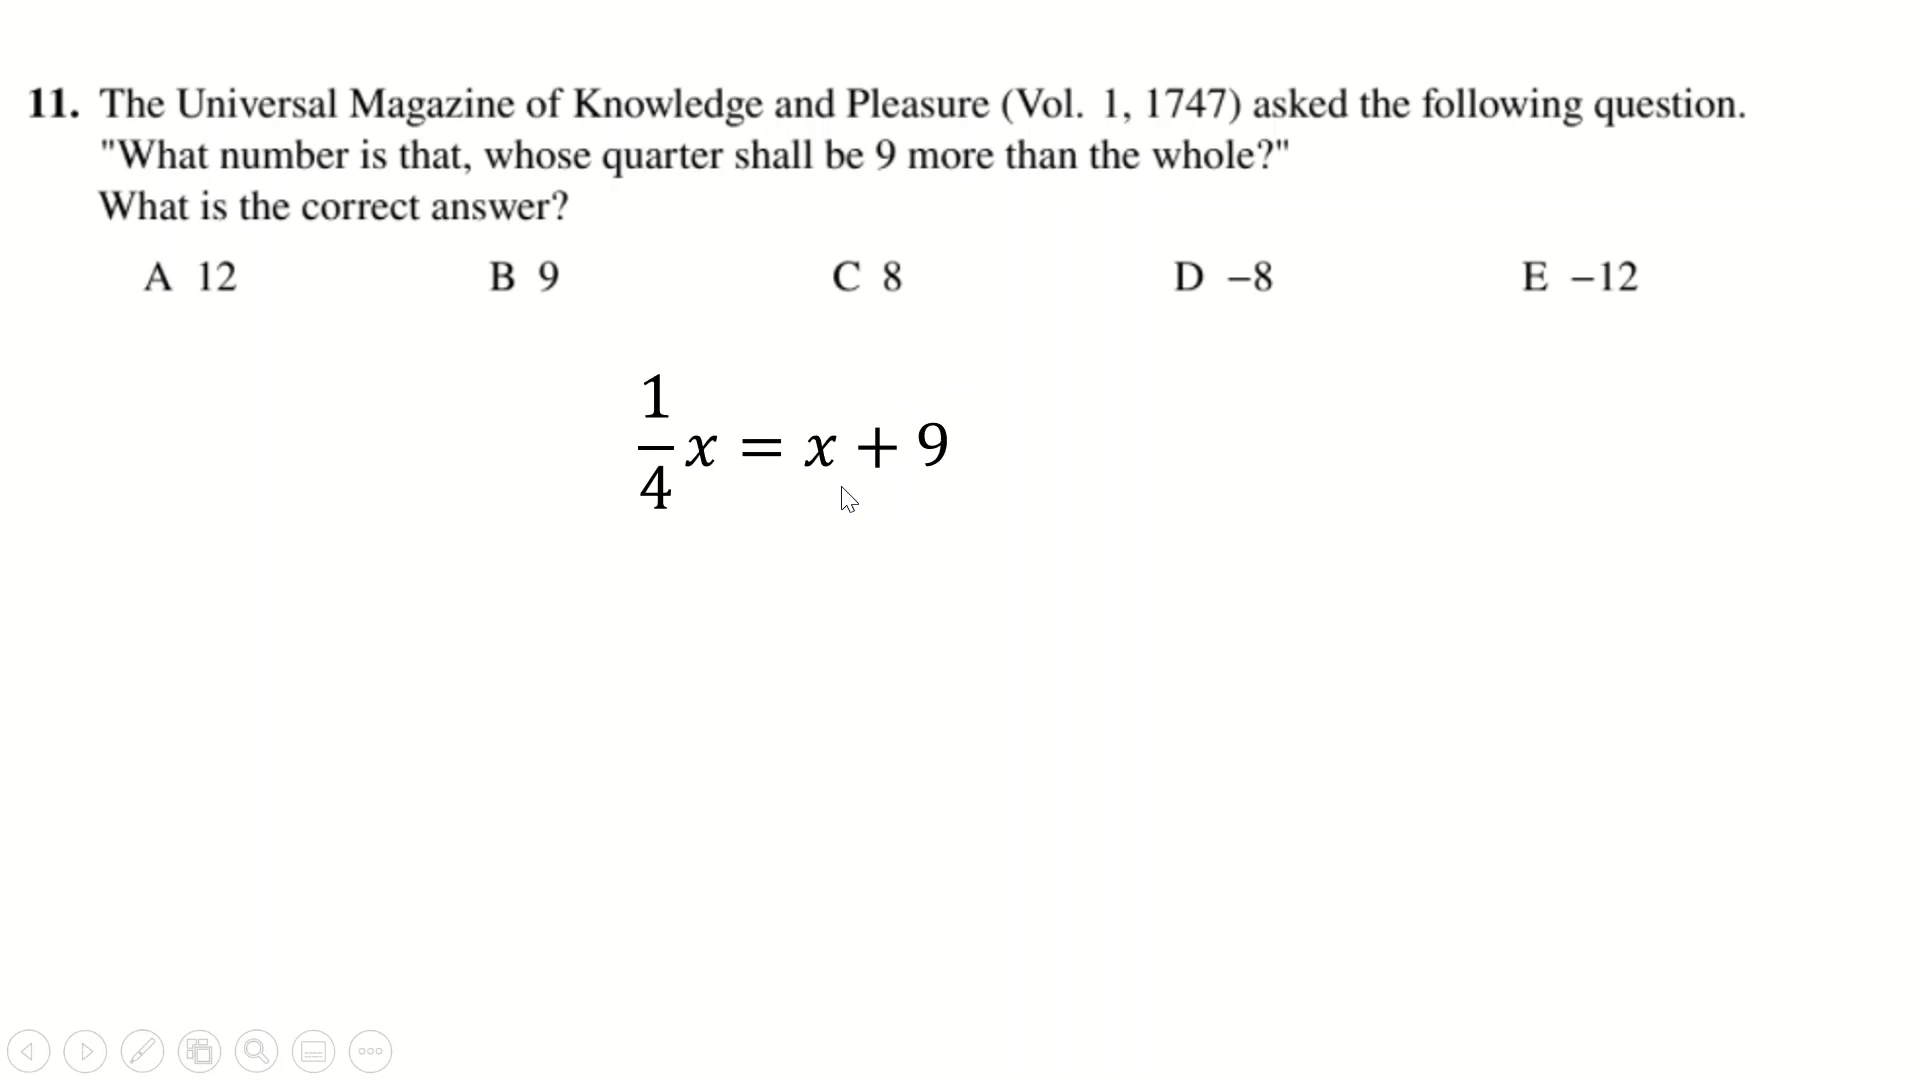 11. The Universal Magazine of Knowledge and Pleasure (Vol. 1, 1747) asked the following question.
"What number is that, whose quarter shall be 9 more than the whole?"
What is the correct answer?
A 12 B 9 C 8 D –8 E –12
1/4 x = x + 9